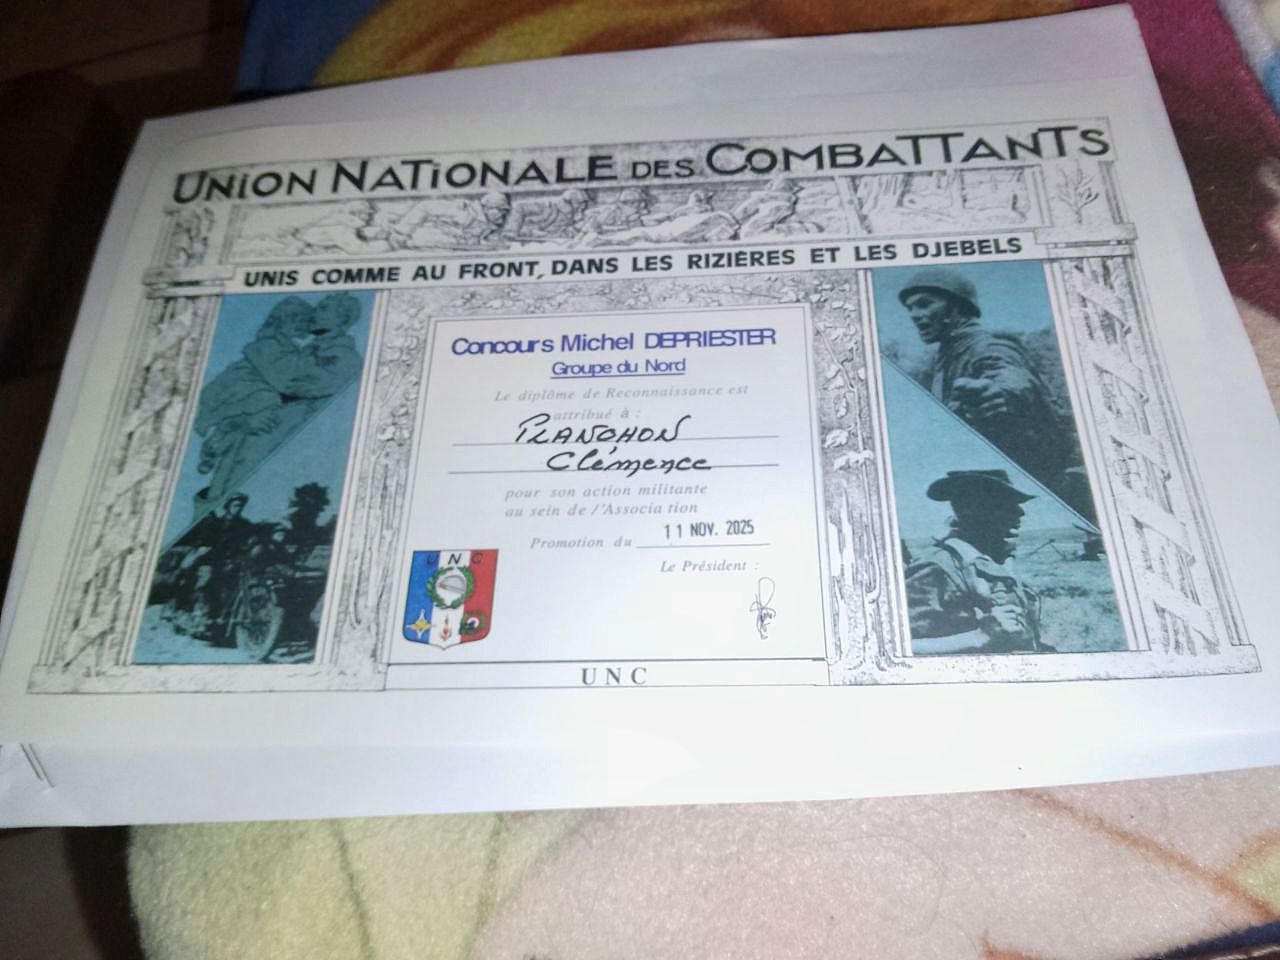 UNION NATIONALE DES COMBATTANTS
UNIS COMME AU FRONT, DANS LES RIZIÈRES ET LES DJEBELS
Concours Michel DEPRIESTER
Groupe du Nord
Le diplôme de Reconnaissance est
attribué à :
PLANCHON
Clémence
pour son action militante
au sein de l'Association
Promotion du 11 NOV. 2025
Le Président :
UNC
UNC